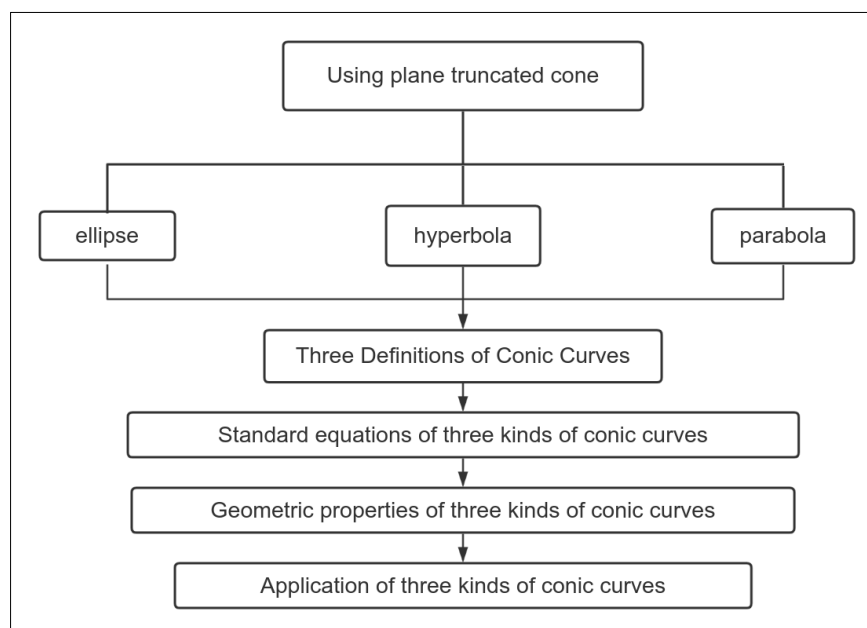 Using plane truncated cone
ellipse
hyperbola
parabola
Three Definitions of Conic Curves
Standard equations of three kinds of conic curves
Geometric properties of three kinds of conic curves
Application of three kinds of conic curves